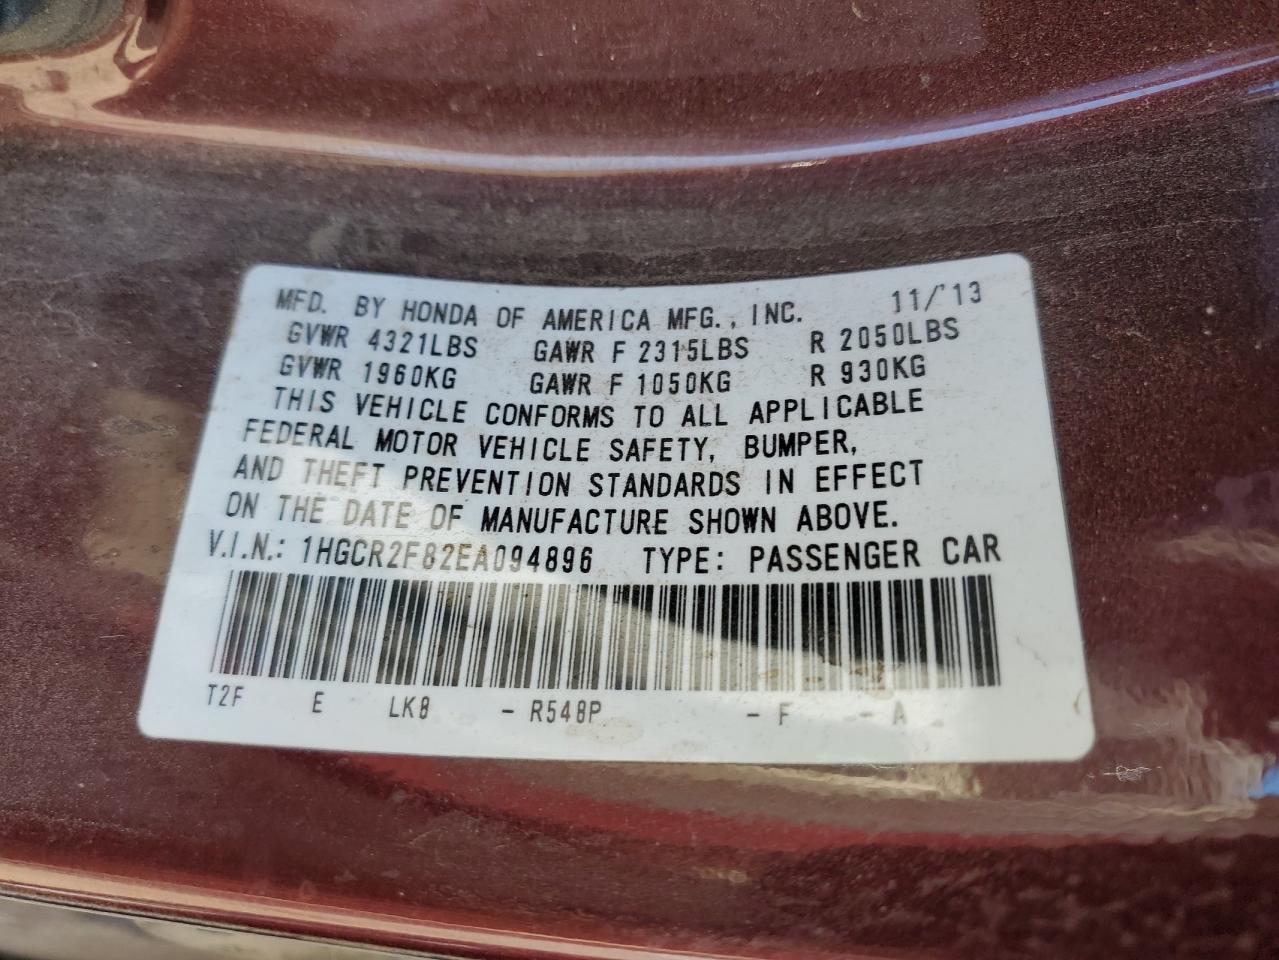 MFD. BY HONDA OF AMERICA MFG., INC. 11/'13
GVWR 4321LBS GAWR F 2315LBS R 2050LBS
GVWR 1960KG GAWR F 1050KG R 930KG
THIS VEHICLE CONFORMS TO ALL APPLICABLE
FEDERAL MOTOR VEHICLE SAFETY, BUMPER,
AND THEFT PREVENTION STANDARDS IN EFFECT
ON THE DATE OF MANUFACTURE SHOWN ABOVE.
V.I.N.: 1HGCR2F82EA094896 TYPE: PASSENGER CAR
T2F E LK8 - R548P - F - A